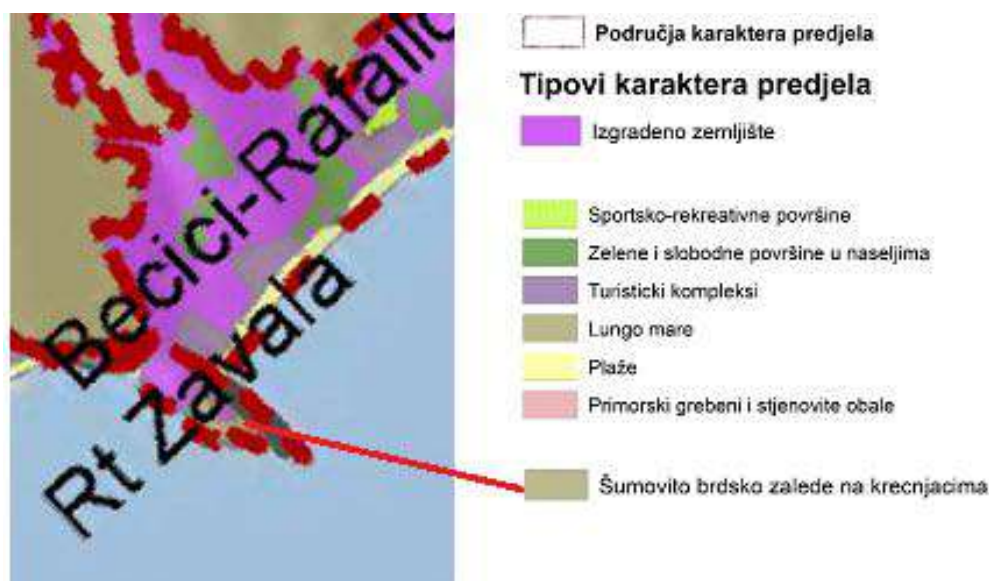 Becici-Rafailic
Rt Zavala
Područja karaktera predjela
Tipovi karaktera predjela
Izgradeno zemljište
Sportsko-rekreativne površine
Zelene i slobodne površine u naseljima
Turisticki kompleksi
Lungo mare
Plaže
Primorski grebeni i stjenovite obale
Šumovito brdsko zalede na krecnjacima